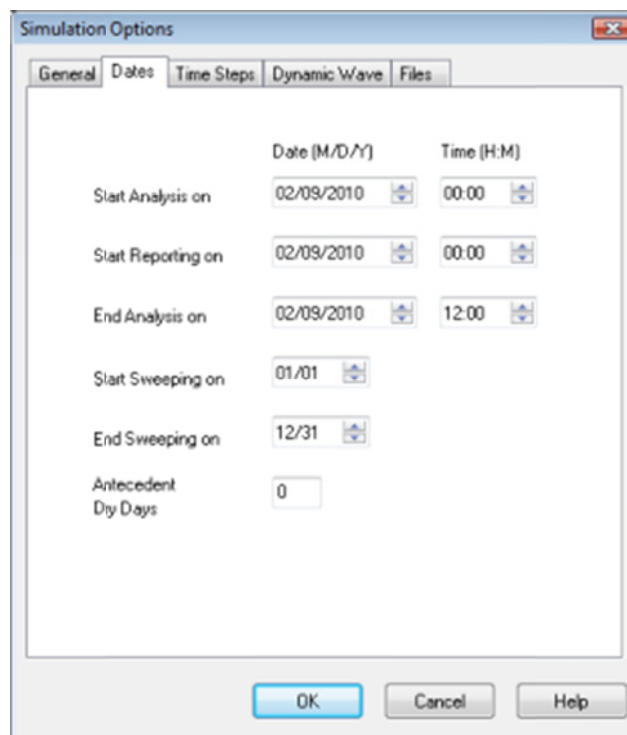 Simulation Options
General Dates Time Steps Dynamic Wave Files
Date (M/D/Y) Time (H:M)
Start Analysis on 02/09/2010 00:00
Start Reporting on 02/09/2010 00:00
End Analysis on 02/09/2010 12:00
Start Sweeping on 01/01
End Sweeping on 12/31
Antecedent
Dry Days 0
OK Cancel Help